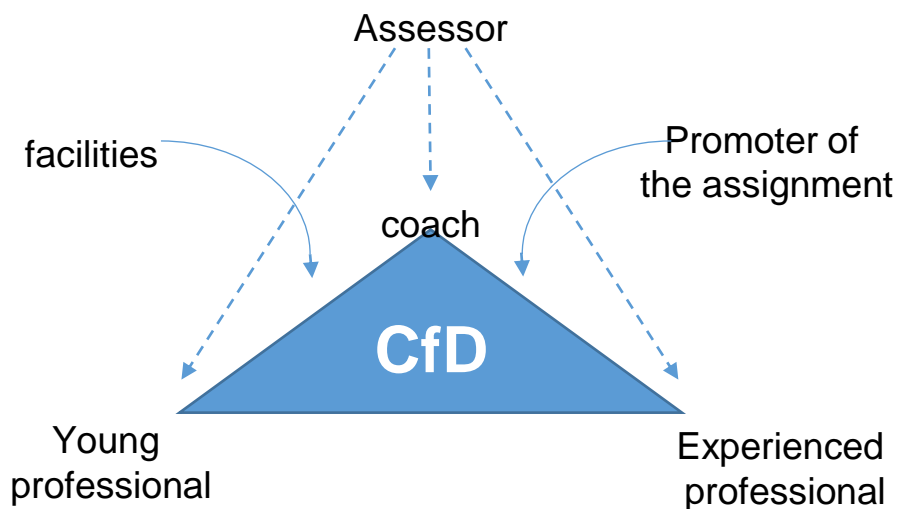 Assessor
facilities
Promoter of
the assignment
coach
CfD
Young
professional
Experienced
professional